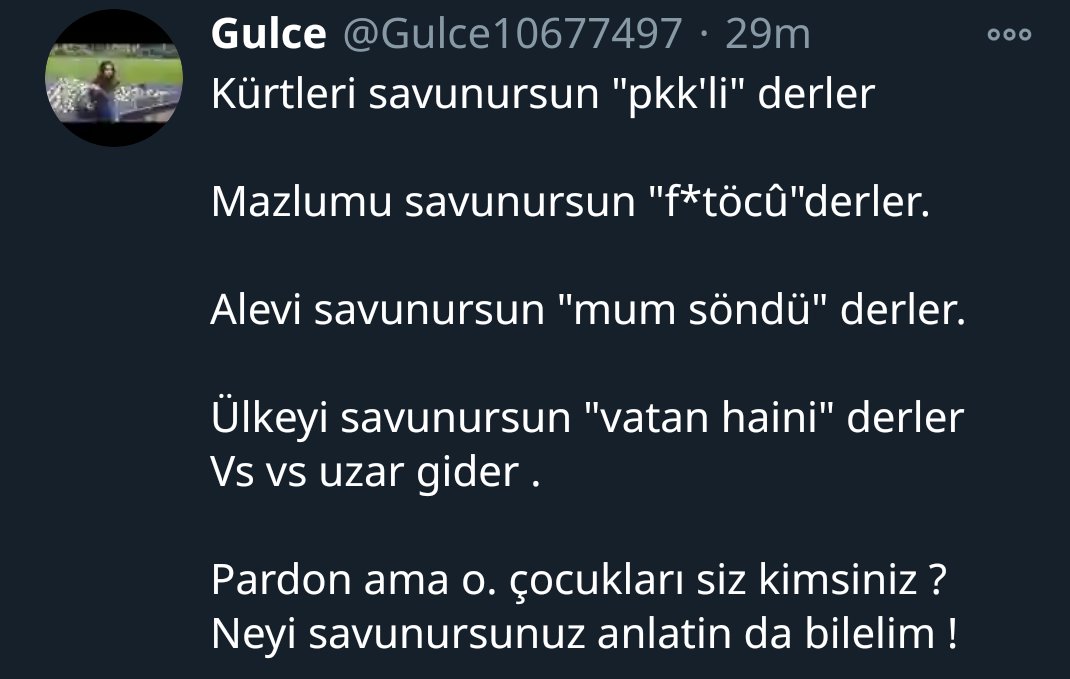 Gulce @Gulce10677497 · 29m
Kürtleri savunursun "pkk'li" derler
Mazlumu savunursun "f*töcû"derler.
Alevi savunursun "mum söndü" derler.
Ülkeyi savunursun "vatan haini" derler
Vs vs uzar gider .
Pardon ama o. çocukları siz kimsiniz ?
Neyi savunursunuz anlatin da bilelim !